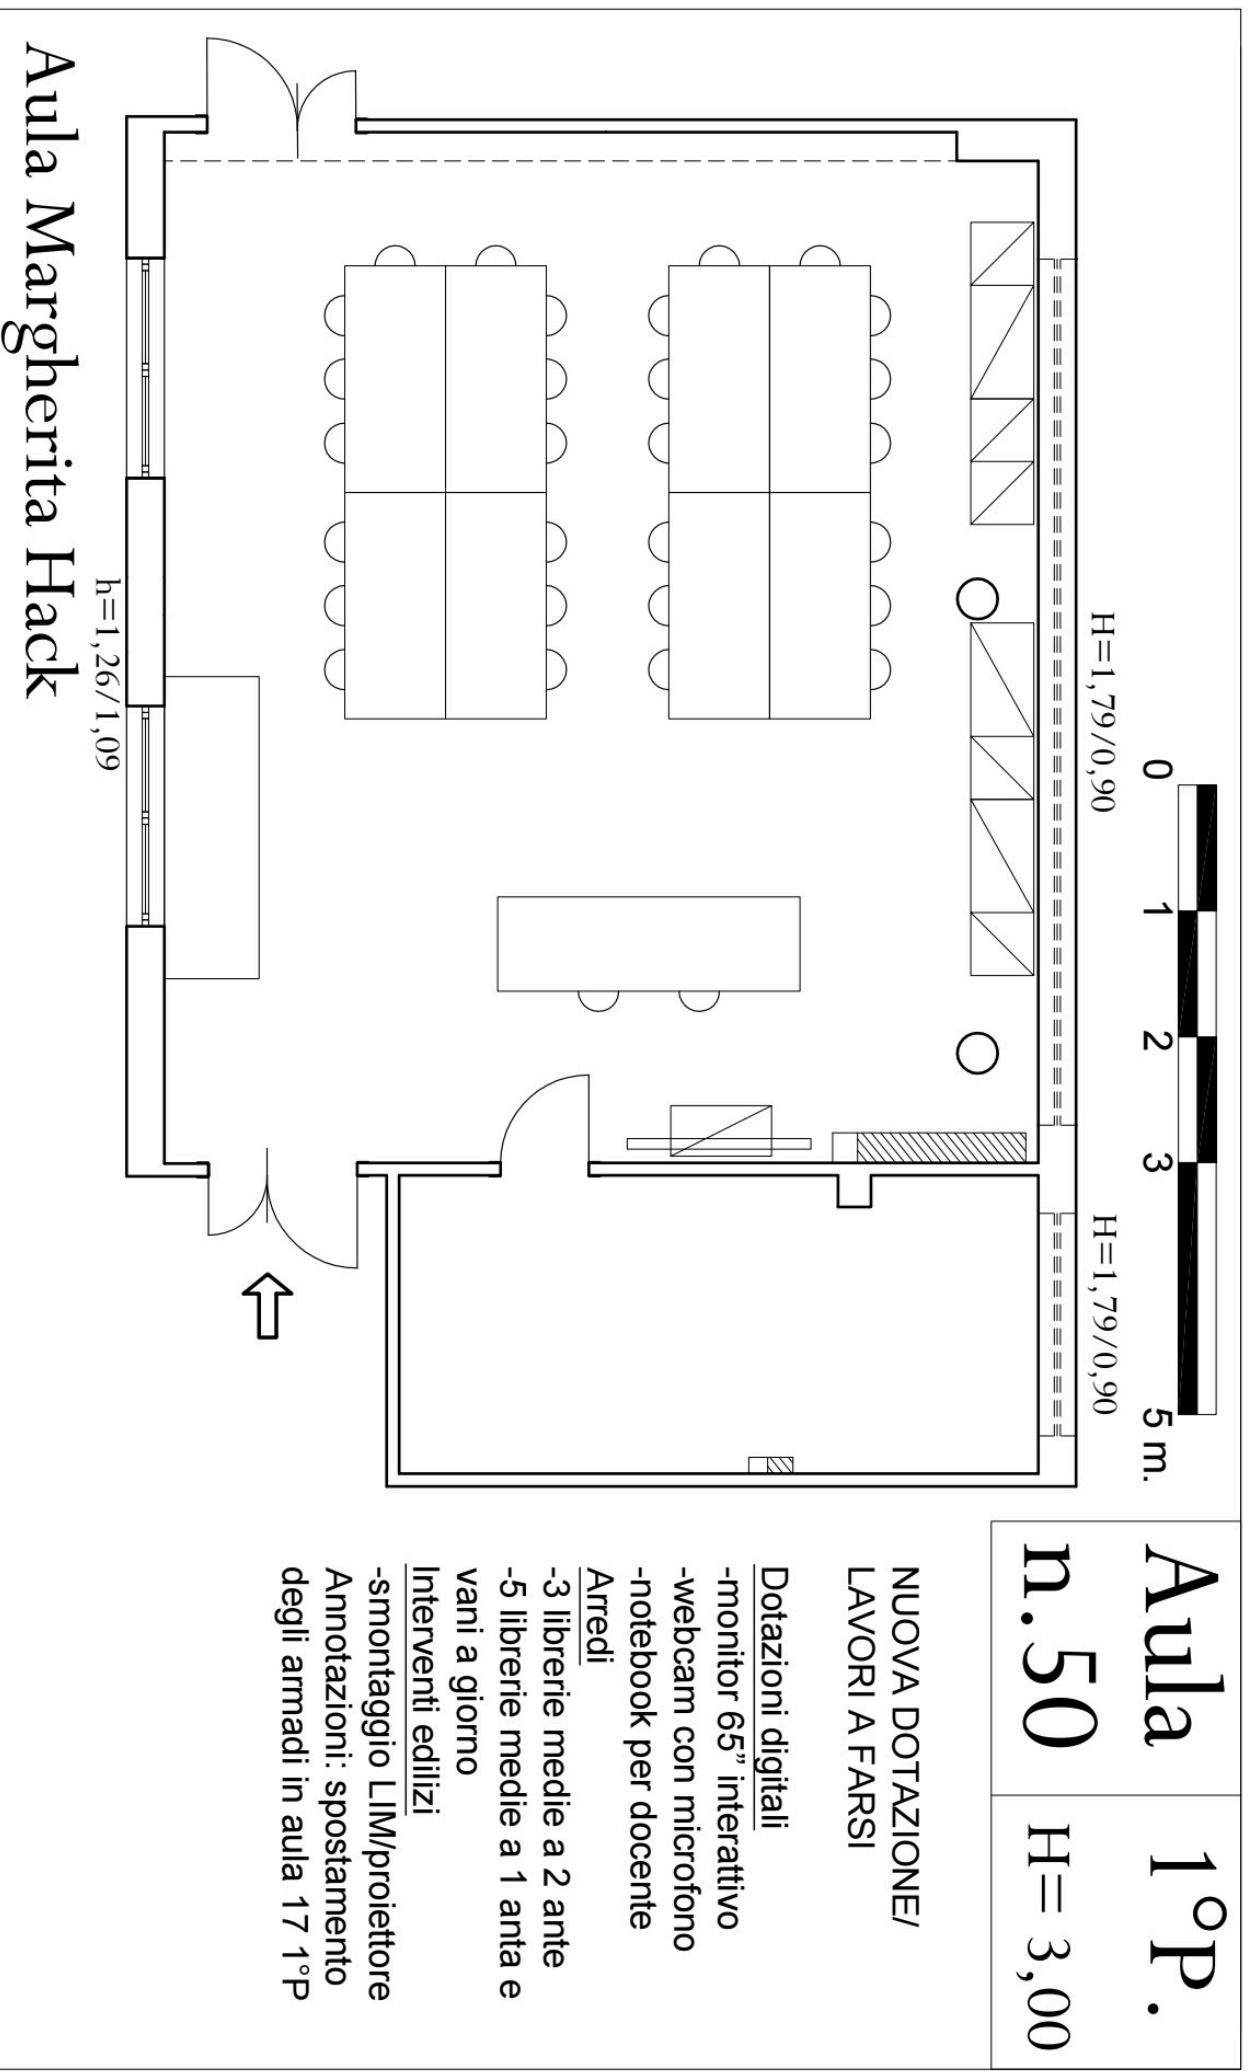 Aula 1°P.
n.50 H= 3,00
0 1 2 3 5 m.
H=1,79/0,90 H=1,79/0,90
NUOVA DOTAZIONE/
LAVORI A FARSI
Dotazioni digitali
-monitor 65” interattivo
-webcam con microfono
-notebook per docente
Arredi
-3 librerie medie a 2 ante
-5 librerie medie a 1 anta e
vani a giorno
Interventi edilizi
-smontaggio LIM/proiettore
Annotazioni: spostamento
degli armadi in aula 17 1°P
h=1,26/1,09
Aula Margherita Hack